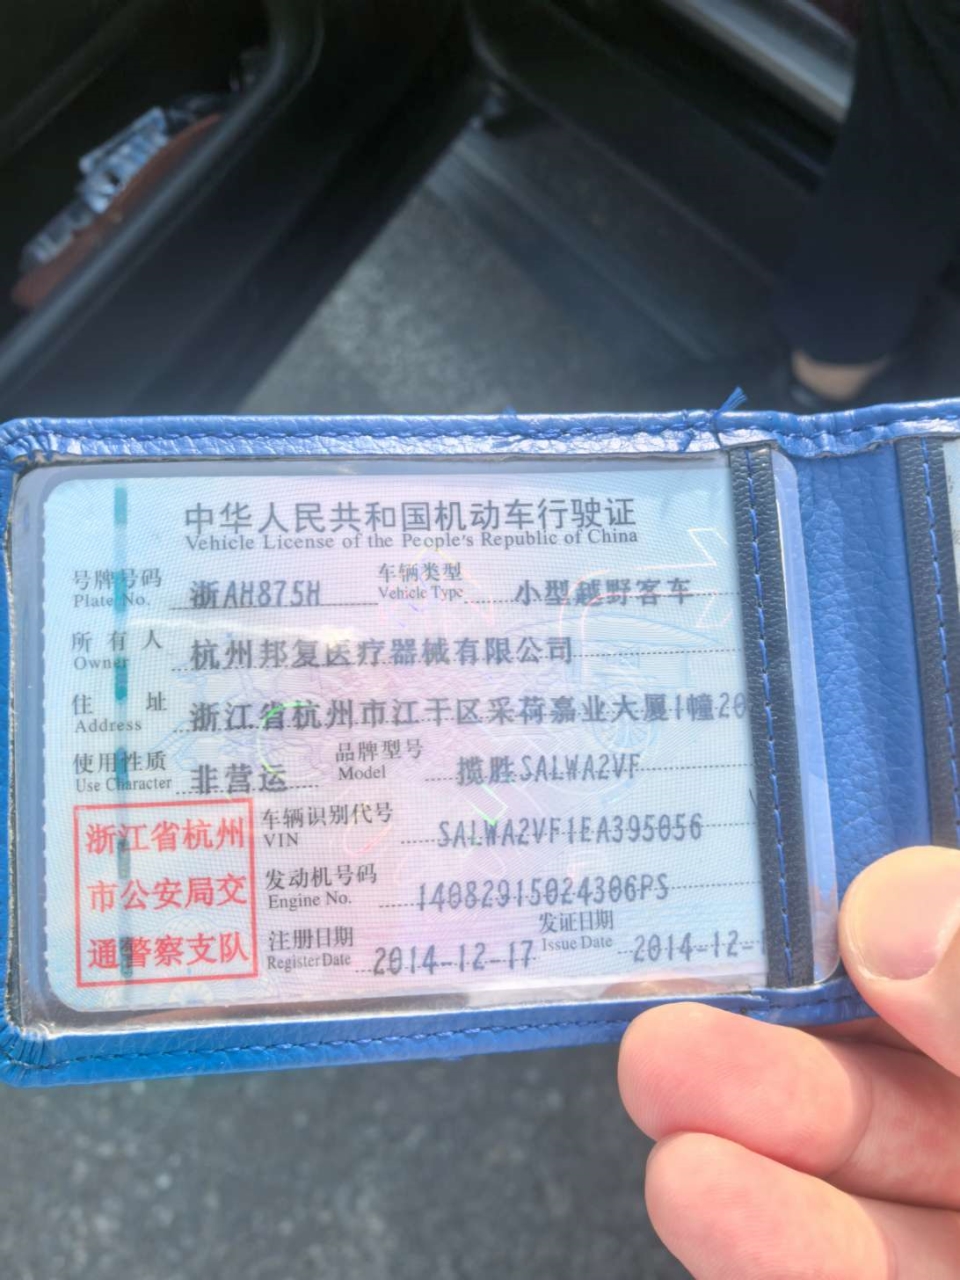 中华人民共和国机动车行驶证
Vehicle License of the People's Republic of China
号牌号码 浙AH875H 车辆类型 小型越野客车
Plate No. Vehicle Type
所有人 杭州邦复医疗器械有限公司
Owner
住址 浙江省杭州市江干区采荷嘉业大厦1幢20
Address
使用性质 非营运 品牌型号 揽胜SALWA2VF
Use Character Model
浙江省杭州
市公安局交
通警察支队
车辆识别代号 SALWA2VF1EA395056
VIN
发动机号码 14082915024306PS
Engine No.
注册日期 2014-12-17 发证日期 2014-12-
Register Date Issue Date